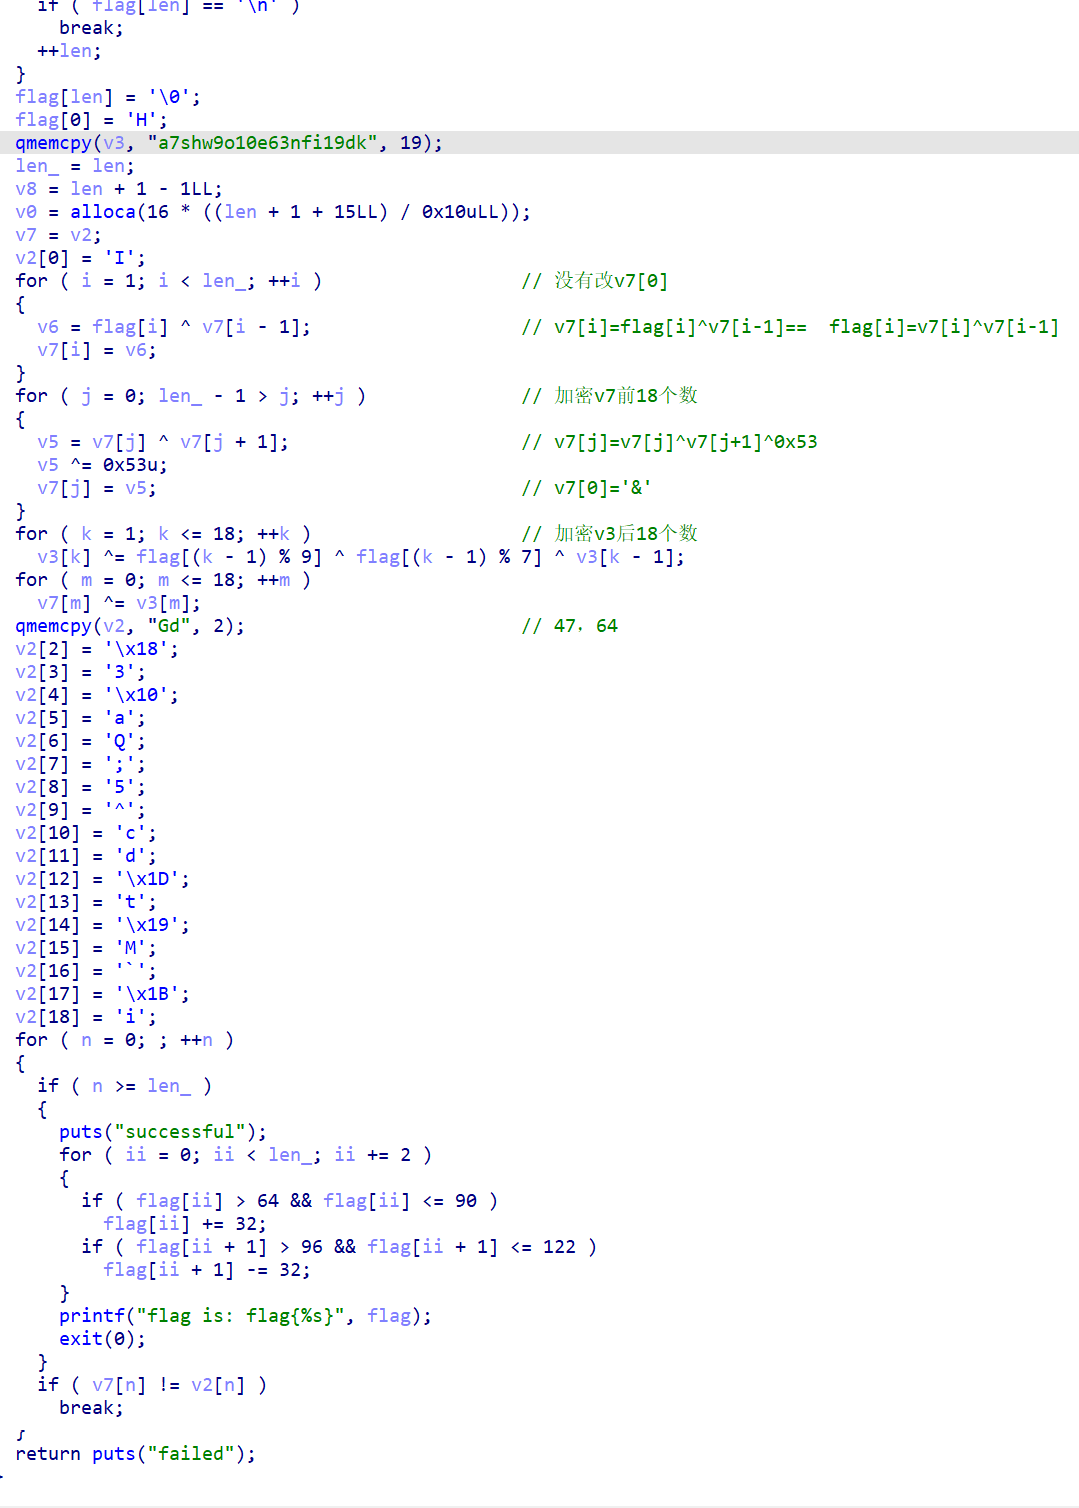 if ( flag[len] == '\n' )
break;
++len;
}
flag[len] = '\0';
flag[0] = 'H';
qmemcpy(v3, "a7shw9o10e63nfi19dk", 19);
len_ = len;
v8 = len + 1 - 1LL;
v0 = alloca(16 * ((len + 1 + 15LL) / 0x10uLL));
v7 = v2;
v2[0] = 'I';
for ( i = 1; i < len_; ++i ) // 没有改v7[0]
{
v6 = flag[i] ^ v7[i - 1]; // v7[i]=flag[i]^v7[i-1]== flag[i]=v7[i]^v7[i-1]
v7[i] = v6;
}
for ( j = 0; len_ - 1 > j; ++j ) // 加密v7前18个数
{
v5 = v7[j] ^ v7[j + 1]; // v7[j]=v7[j]^v7[j+1]^0x53
v5 ^= 0x53u;
v7[j] = v5; // v7[0]='&'
}
for ( k = 1; k <= 18; ++k ) // 加密v3后18个数
v3[k] ^= flag[(k - 1) % 9] ^ flag[(k - 1) % 7] ^ v3[k - 1];
for ( m = 0; m <= 18; ++m )
v7[m] ^= v3[m];
qmemcpy(v2, "Gd", 2); // 47，64
v2[2] = '\x18';
v2[3] = '3';
v2[4] = '\x10';
v2[5] = 'a';
v2[6] = 'Q';
v2[7] = ';';
v2[8] = '5';
v2[9] = '^';
v2[10] = 'c';
v2[11] = 'd';
v2[12] = '\x1D';
v2[13] = 't';
v2[14] = '\x19';
v2[15] = 'M';
v2[16] = '`';
v2[17] = '\x1B';
v2[18] = 'i';
for ( n = 0; ; ++n )
{
if ( n >= len_ )
{
puts("successful");
for ( ii = 0; ii < len_; ii += 2 )
{
if ( flag[ii] > 64 && flag[ii] <= 90 )
flag[ii] += 32;
if ( flag[ii + 1] > 96 && flag[ii + 1] <= 122 )
flag[ii + 1] -= 32;
}
printf("flag is: flag{%s}", flag);
exit(0);
}
if ( v7[n] != v2[n] )
break;
}
return puts("failed");